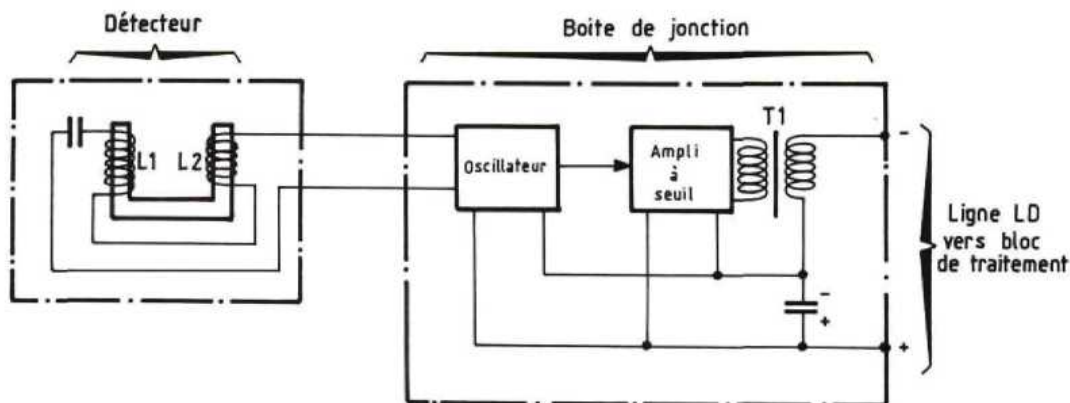 Détecteur
Boite de jonction
L1 L2
Oscillateur
Ampli
à
seuil
T1
-
Ligne LD
vers bloc
de traitement
-
+
+